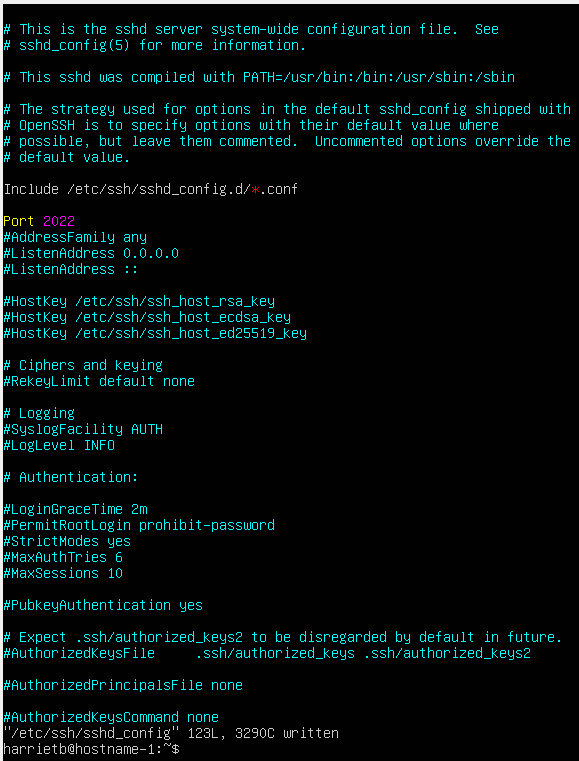 # This is the sshd server system-wide configuration file.  See
# sshd_config(5) for more information.
# This sshd was compiled with PATH=/usr/bin:/bin:/usr/sbin:/sbin
# The strategy used for options in the default sshd_config shipped with
# OpenSSH is to specify options with their default value where
# possible, but leave them commented.  Uncommented options override the
# default value.
Include /etc/ssh/sshd_config.d/*.conf
Port 2022
#AddressFamily any
#ListenAddress 0.0.0.0
#ListenAddress ::
#HostKey /etc/ssh/ssh_host_rsa_key
#HostKey /etc/ssh/ssh_host_ecdsa_key
#HostKey /etc/ssh/ssh_host_ed25519_key
# Ciphers and keying
#RekeyLimit default none
# Logging
#SyslogFacility AUTH
#LogLevel INFO
# Authentication:
#LoginGraceTime 2m
#PermitRootLogin prohibit-password
#StrictModes yes
#MaxAuthTries 6
#MaxSessions 10
#PubkeyAuthentication yes
# Expect .ssh/authorized_keys2 to be disregarded by default in future.
#AuthorizedKeysFile     .ssh/authorized_keys .ssh/authorized_keys2
#AuthorizedPrincipalsFile none
#AuthorizedKeysCommand none
"/etc/ssh/sshd_config" 123L, 3290C written
harrietb@hostname-1:~$